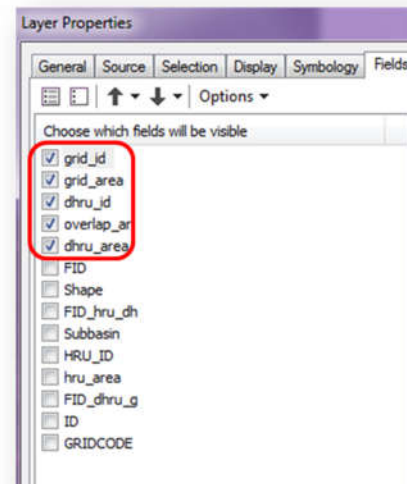 Layer Properties
General Source Selection Display Symbology Fields
Options
Choose which fields will be visible
grid_id
grid_area
dhru_id
overlap_ar
dhru_area
FID
Shape
FID_hru_dh
Subbasin
HRU_ID
hru_area
FID_dhru_g
ID
GRIDCODE